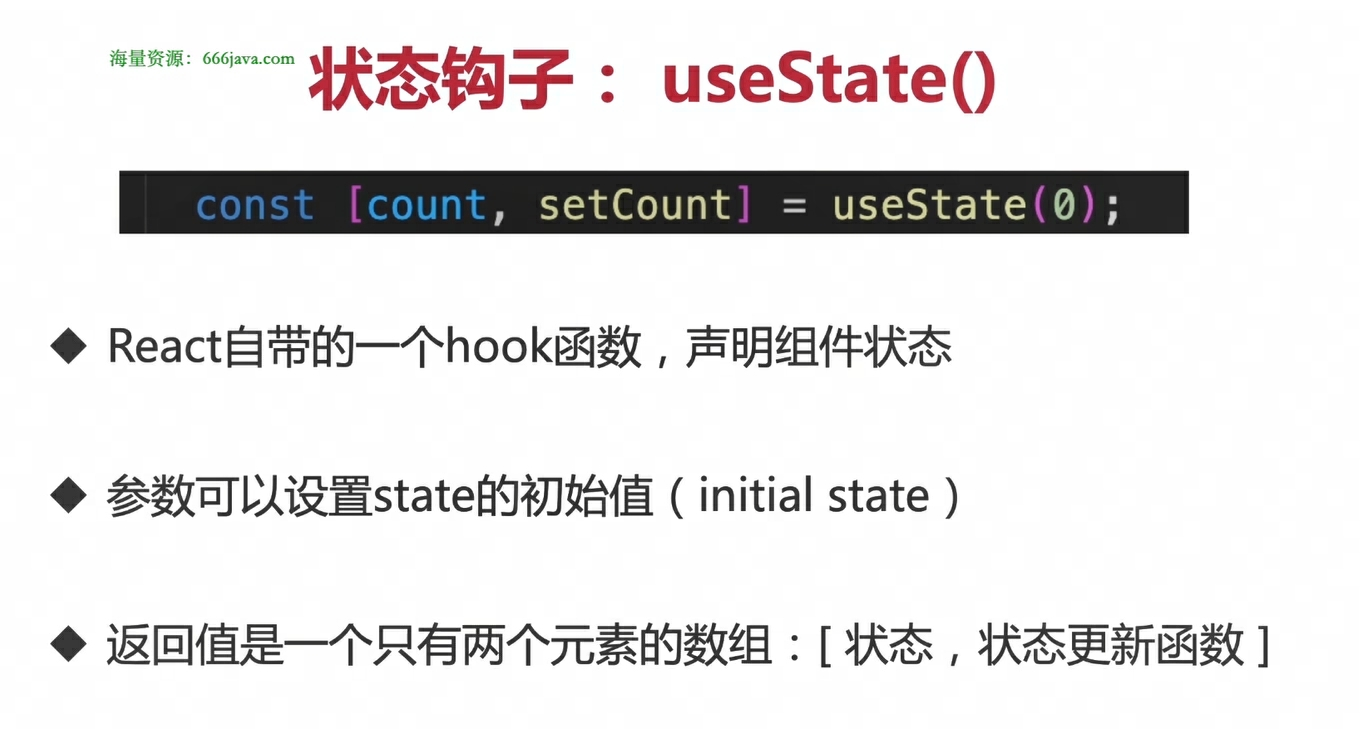 海量资源：666java.com
状态钩子： useState()
const [count, setCount] = useState(0);
◆ React自带的一个hook函数，声明组件状态
◆ 参数可以设置state的初始值（initial state）
◆ 返回值是一个只有两个元素的数组：[ 状态，状态更新函数 ]